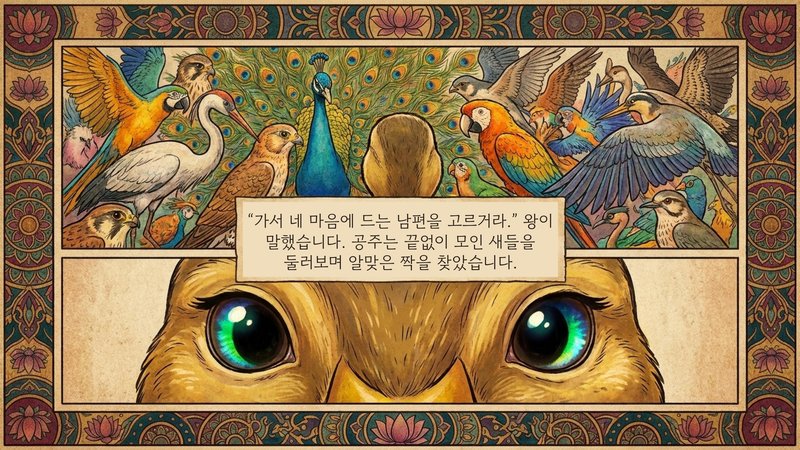 “가서 네 마음에 드는 남편을 고르거라.” 왕이
말했습니다. 공주는 끝없이 모인 새들을
둘러보며 알맞은 짝을 찾았습니다.